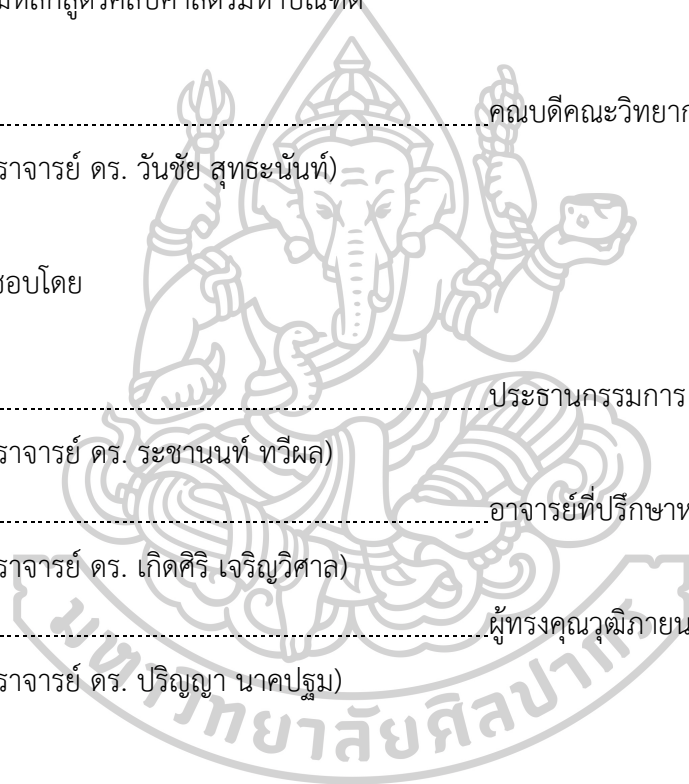 คณบดีคณะวิทยาก
ราจารย์ ดร. วันชัย สุทธะนันท์)
สอบโดย
ประธานกรรมการ
ราจารย์ ดร. ระชานนท์ ทวีผล)
อาจารย์ที่ปรึกษาห
ราจารย์ ดร. เกิดศิริ เจริญวิศาล)
ผู้ทรงคุณวุฒิภายน
ราจารย์ ดร. ปริญญา นาคปฐม)
มหาวิทยาลัยศิลปากร